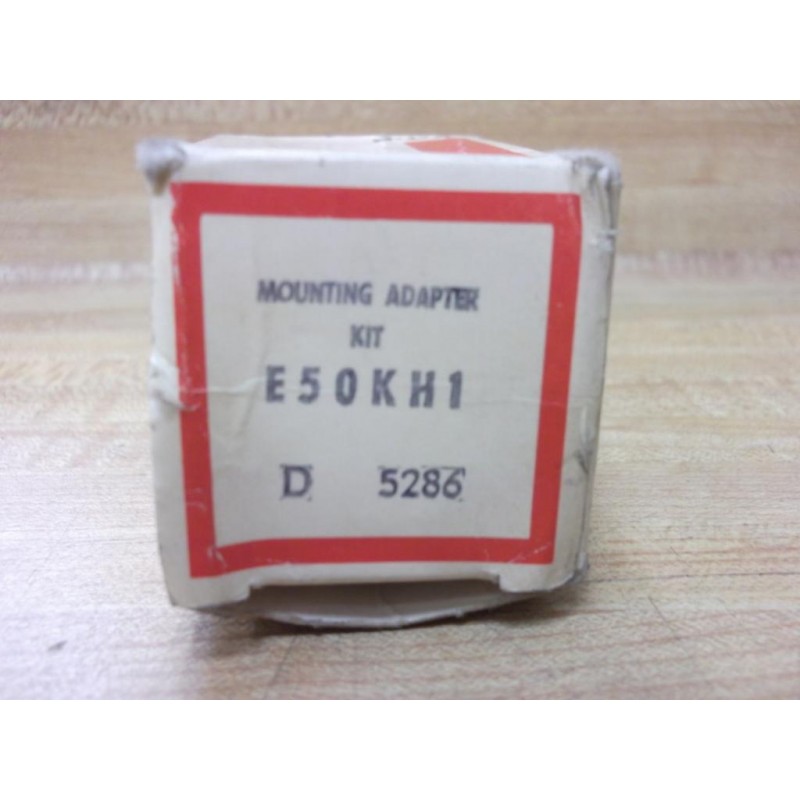 MOUNTING ADAPTER
KIT
E50KH1
D 5286